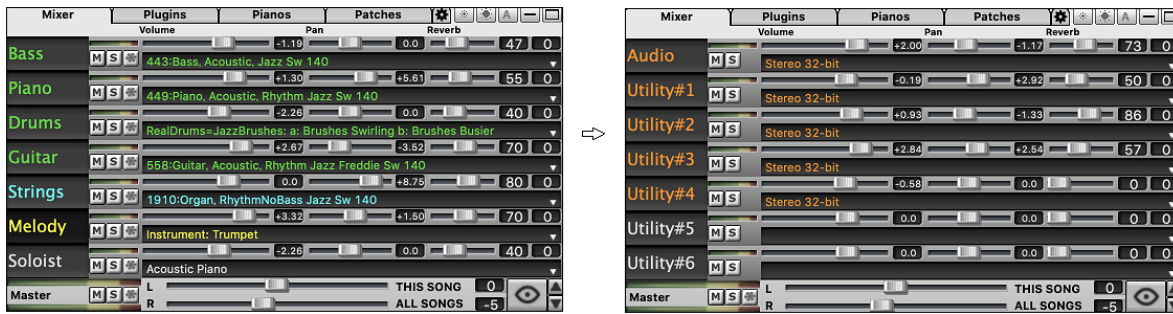 Mixer Plugins Pianos Patches A
Volume Pan Reverb
Bass -1.19 0.0 47 0
M S 443:Bass, Acoustic, Jazz Sw 140
Piano +1.30 +5.61 55 0
M S 449:Piano, Acoustic, Rhythm Jazz Sw 140
Drums -2.26 0.0 40 0
M S RealDrums=JazzBrushes: a: Brushes Swirling b: Brushes Busier
Guitar +2.67 -3.52 70 0
M S 558:Guitar, Acoustic, Rhythm Jazz Freddie Sw 140
Strings 0.0 +8.75 80 0
M S 1910:Organ, RhythmNoBass Jazz Sw 140
Melody +3.32 +1.50 70 0
M S Instrument: Trumpet
Soloist -2.26 0.0 40 0
M S Acoustic Piano
Master M S L THIS SONG 0
R ALL SONGS -5
Mixer Plugins Pianos Patches A
Volume Pan Reverb
Audio +2.00 -1.17 73 0
M S Stereo 32-bit
Utility#1 -0.19 +2.92 50 0
M S Stereo 32-bit
Utility#2 +0.93 -1.33 86 0
M S Stereo 32-bit
Utility#3 +2.84 +2.54 57 0
M S Stereo 32-bit
Utility#4 -0.58 0.0 0 0
M S Stereo 32-bit
Utility#5 0.0 0.0 0 0
M S
Utility#6 0.0 0.0 0 0
M S
Master M S L THIS SONG 0
R ALL SONGS -5